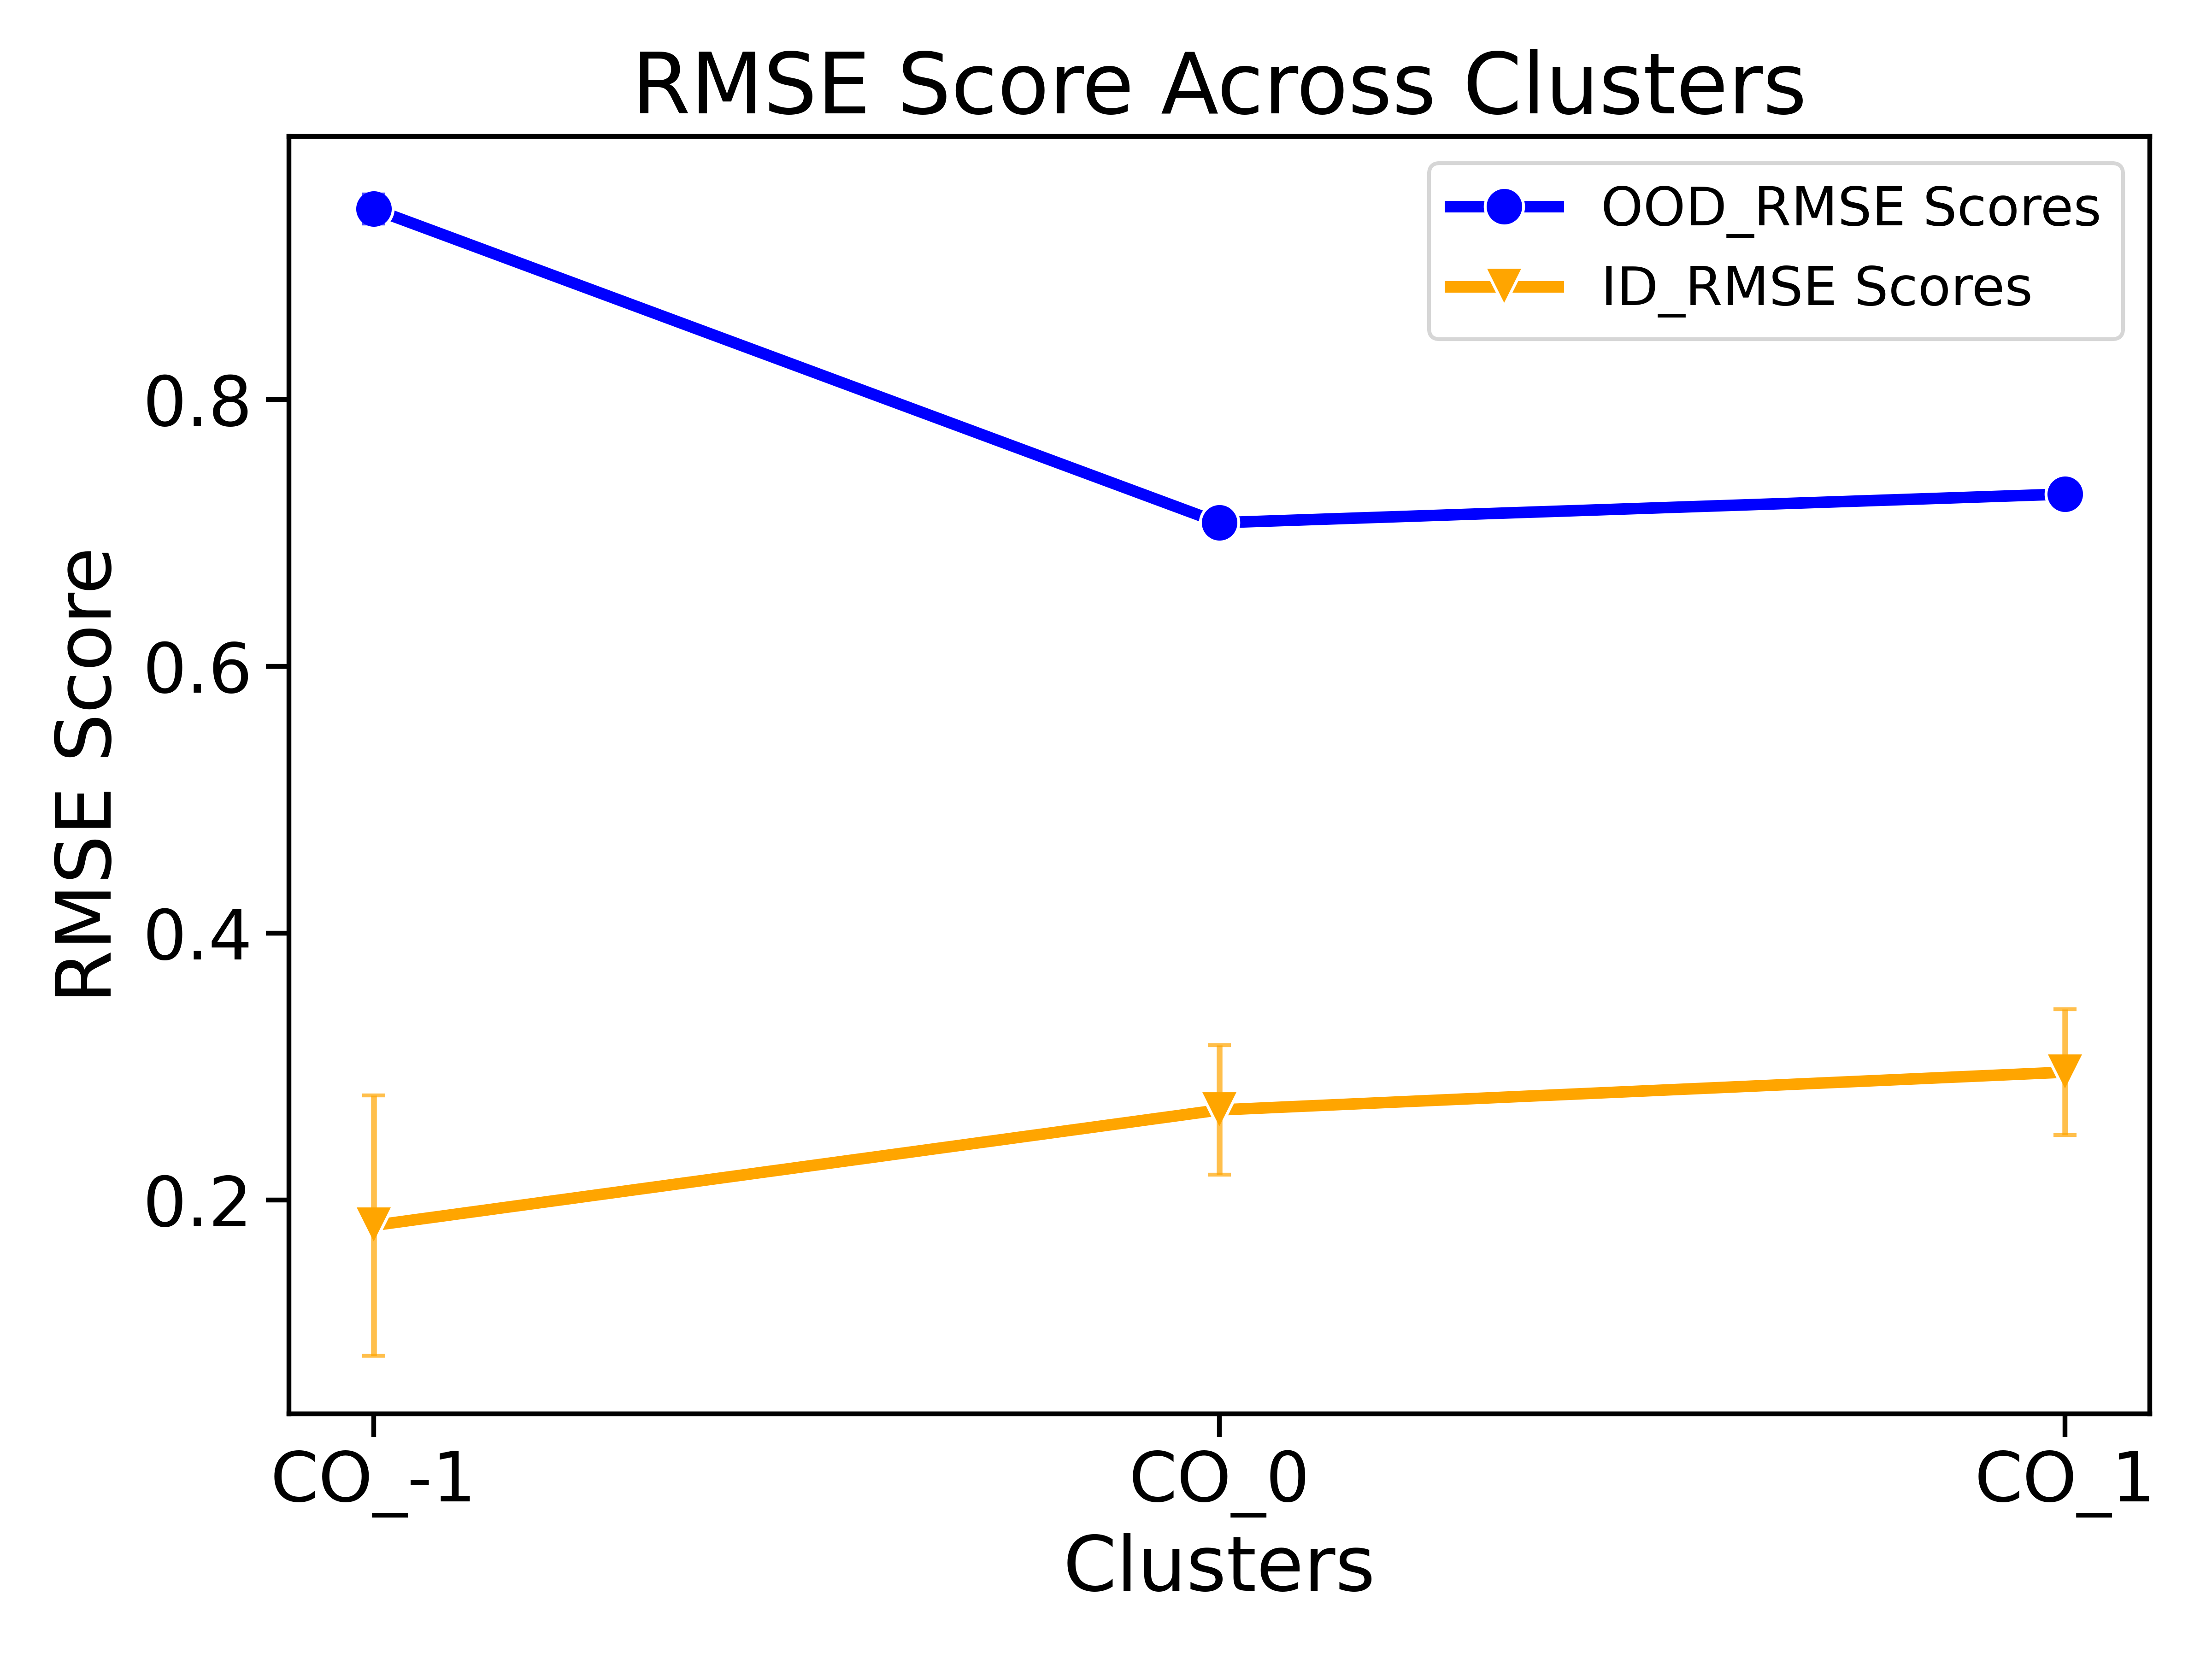 RMSE Score Across Clusters
OOD_RMSE Scores
ID_RMSE Scores
RMSE Score
0.8
0.6
0.4
0.2
CO_-1
CO_0
CO_1
Clusters